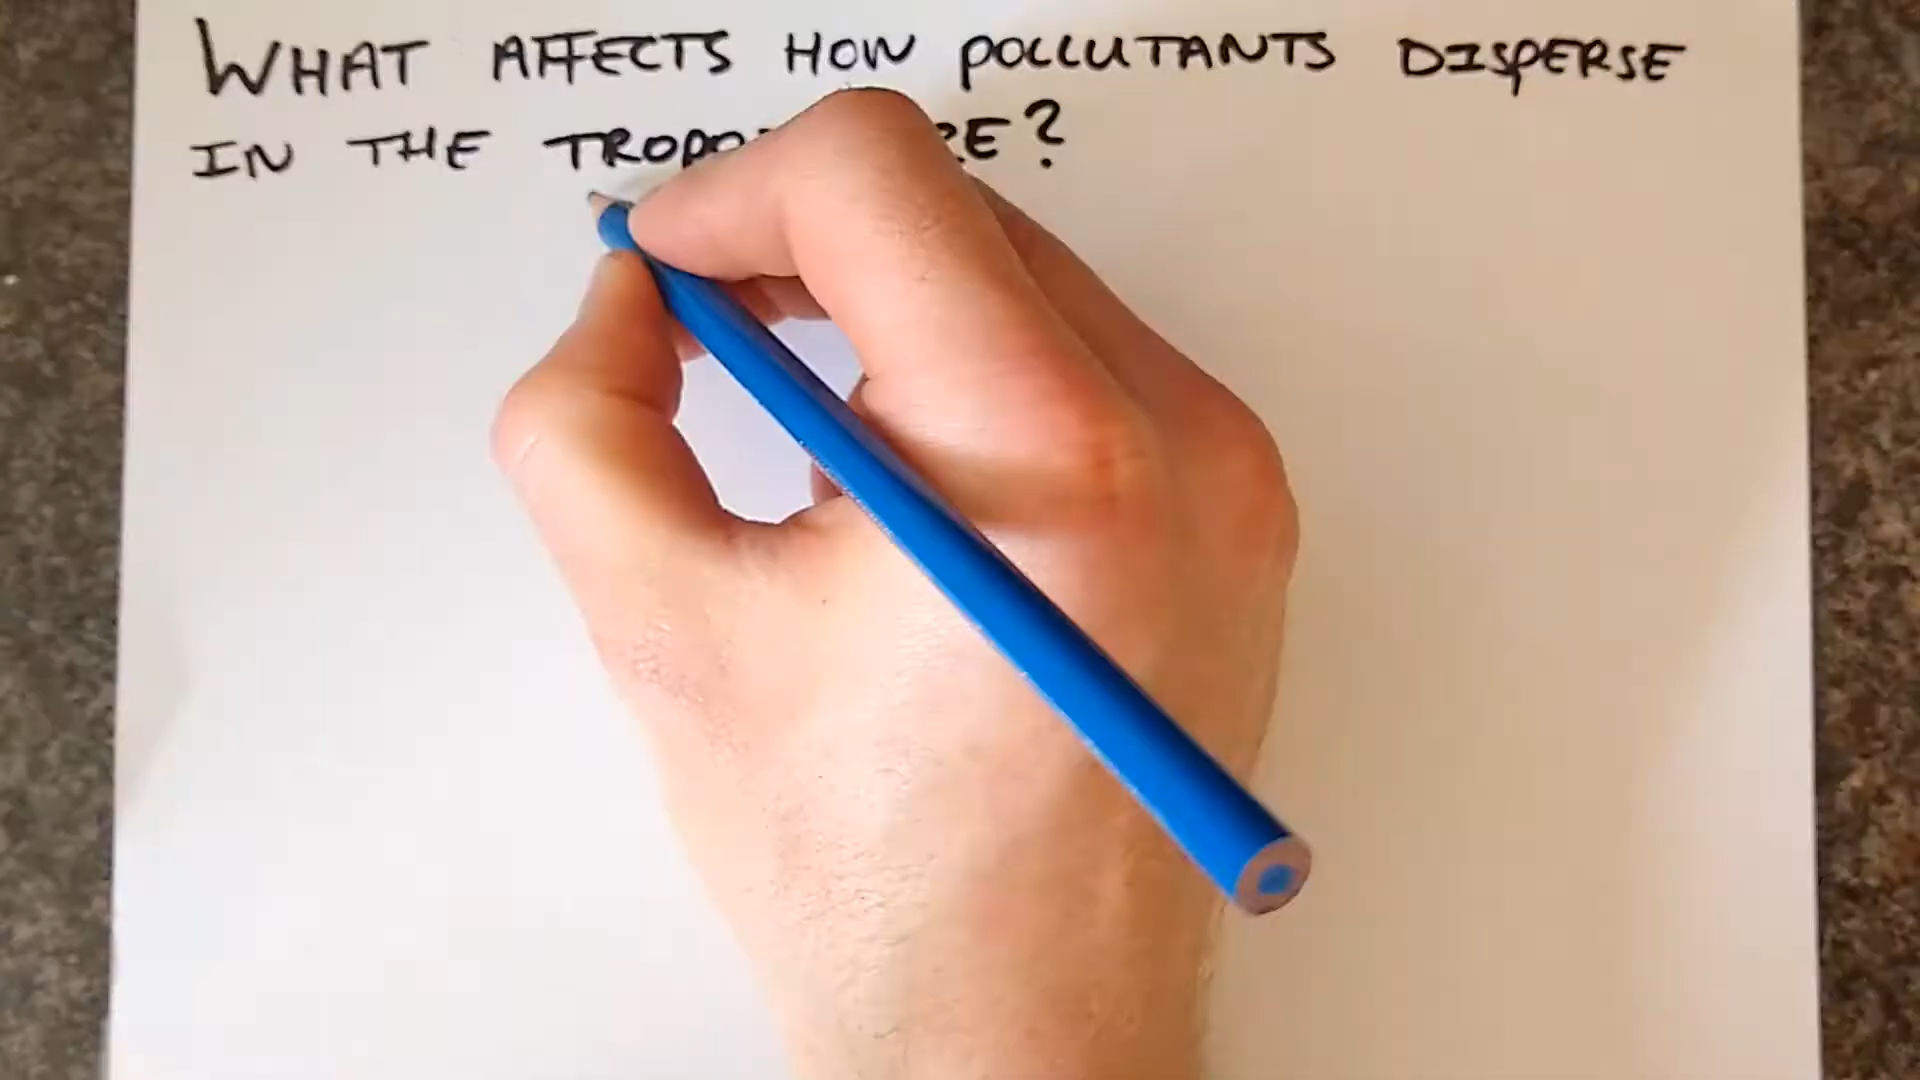 WHAT AFFECTS HOW POLLUTANTS DISPERSE
IN THE ?